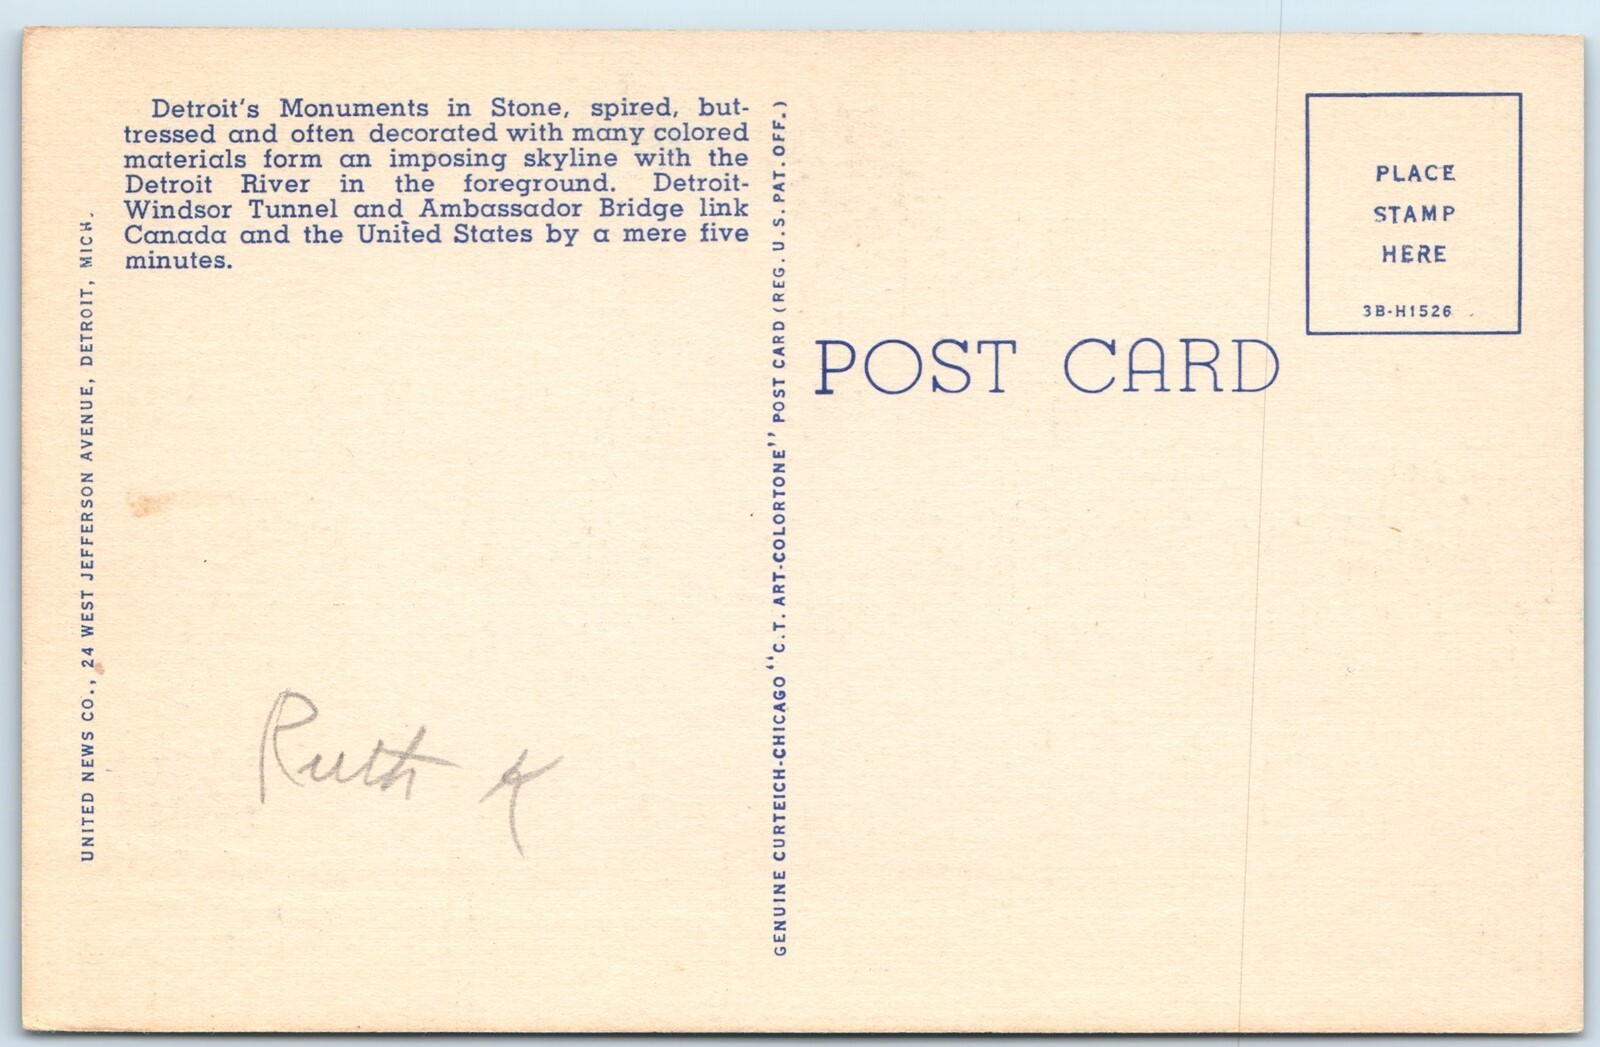 Detroit's Monuments in Stone, spired, but-
tressed and often decorated with many colored
materials form an imposing skyline with the
Detroit River in the foreground. Detroit-
Windsor Tunnel and Ambassador Bridge link
Canada and the United States by a mere five
minutes.
UNITED NEWS CO., 24 WEST JEFFERSON AVENUE, DETROIT, MICH.
Ruth K
GENUINE CURTEICH-CHICAGO "C.T. ART-COLORTONE" POST CARD (REG. U.S. PAT. OFF.)
POST CARD
PLACE
STAMP
HERE
3B-H1526